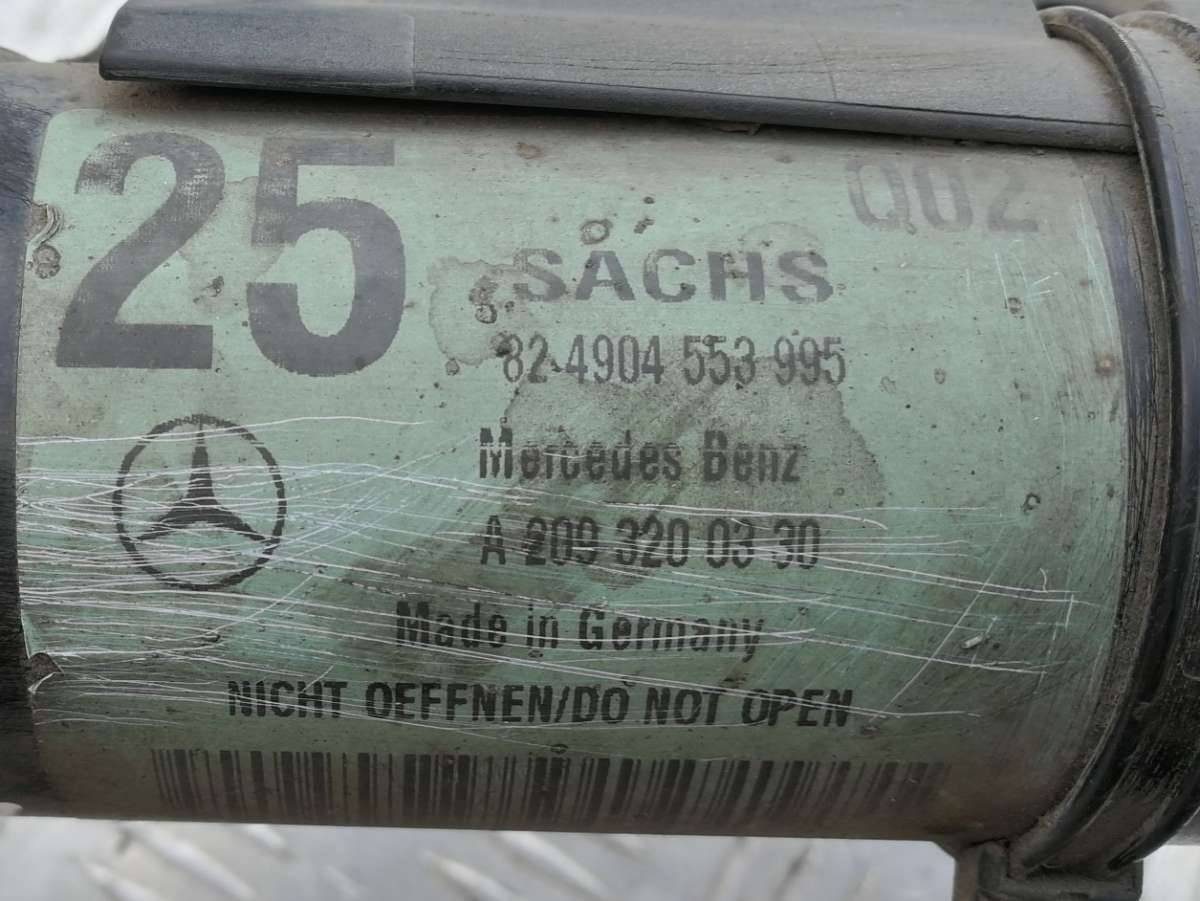 25
Q02
SACHS
82-4904 553 995
Mercedes Benz
A 209 320 03 30
Made in Germany
NICHT OEFFNEN/DO NOT OPEN